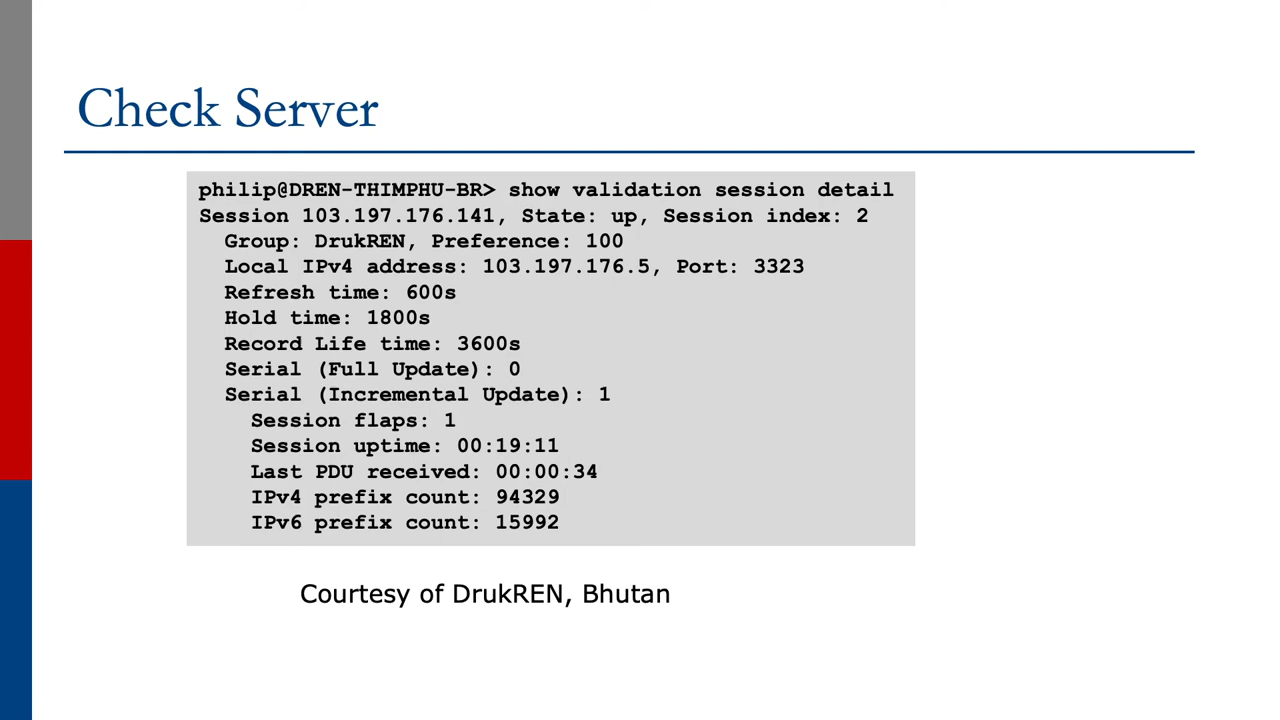 Check Server
philip@DREN-THIMPHU-BR> show validation session detail
Session 103.197.176.141, State: up, Session index: 2
Group: DrukREN, Preference: 100
Local IPv4 address: 103.197.176.5, Port: 3323
Refresh time: 600s
Hold time: 1800s
Record Life time: 3600s
Serial (Full Update): 0
Serial (Incremental Update): 1
Session flaps: 1
Session uptime: 00:19:11
Last PDU received: 00:00:34
IPv4 prefix count: 94329
IPv6 prefix count: 15992
Courtesy of DrukREN, Bhutan